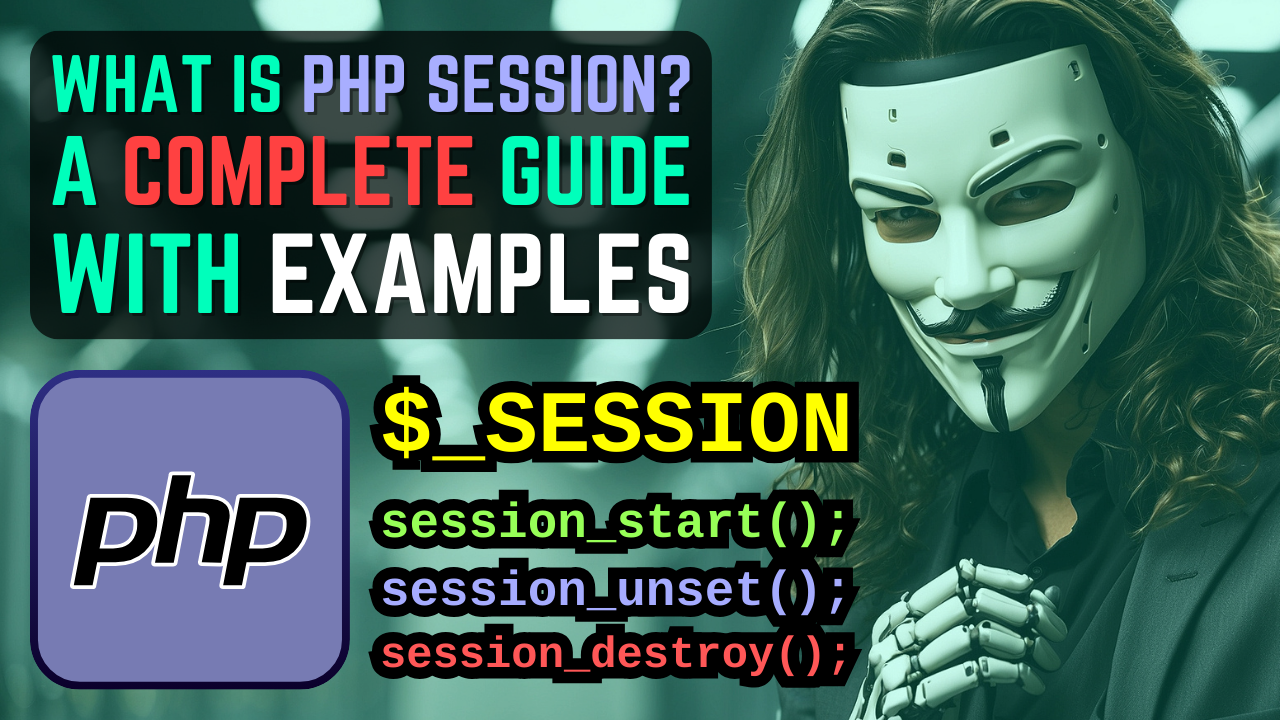 WHAT IS PHP SESSION?
A COMPLETE GUIDE
WITH EXAMPLES
php
$_SESSION
session_start();
session_unset();
session_destroy();